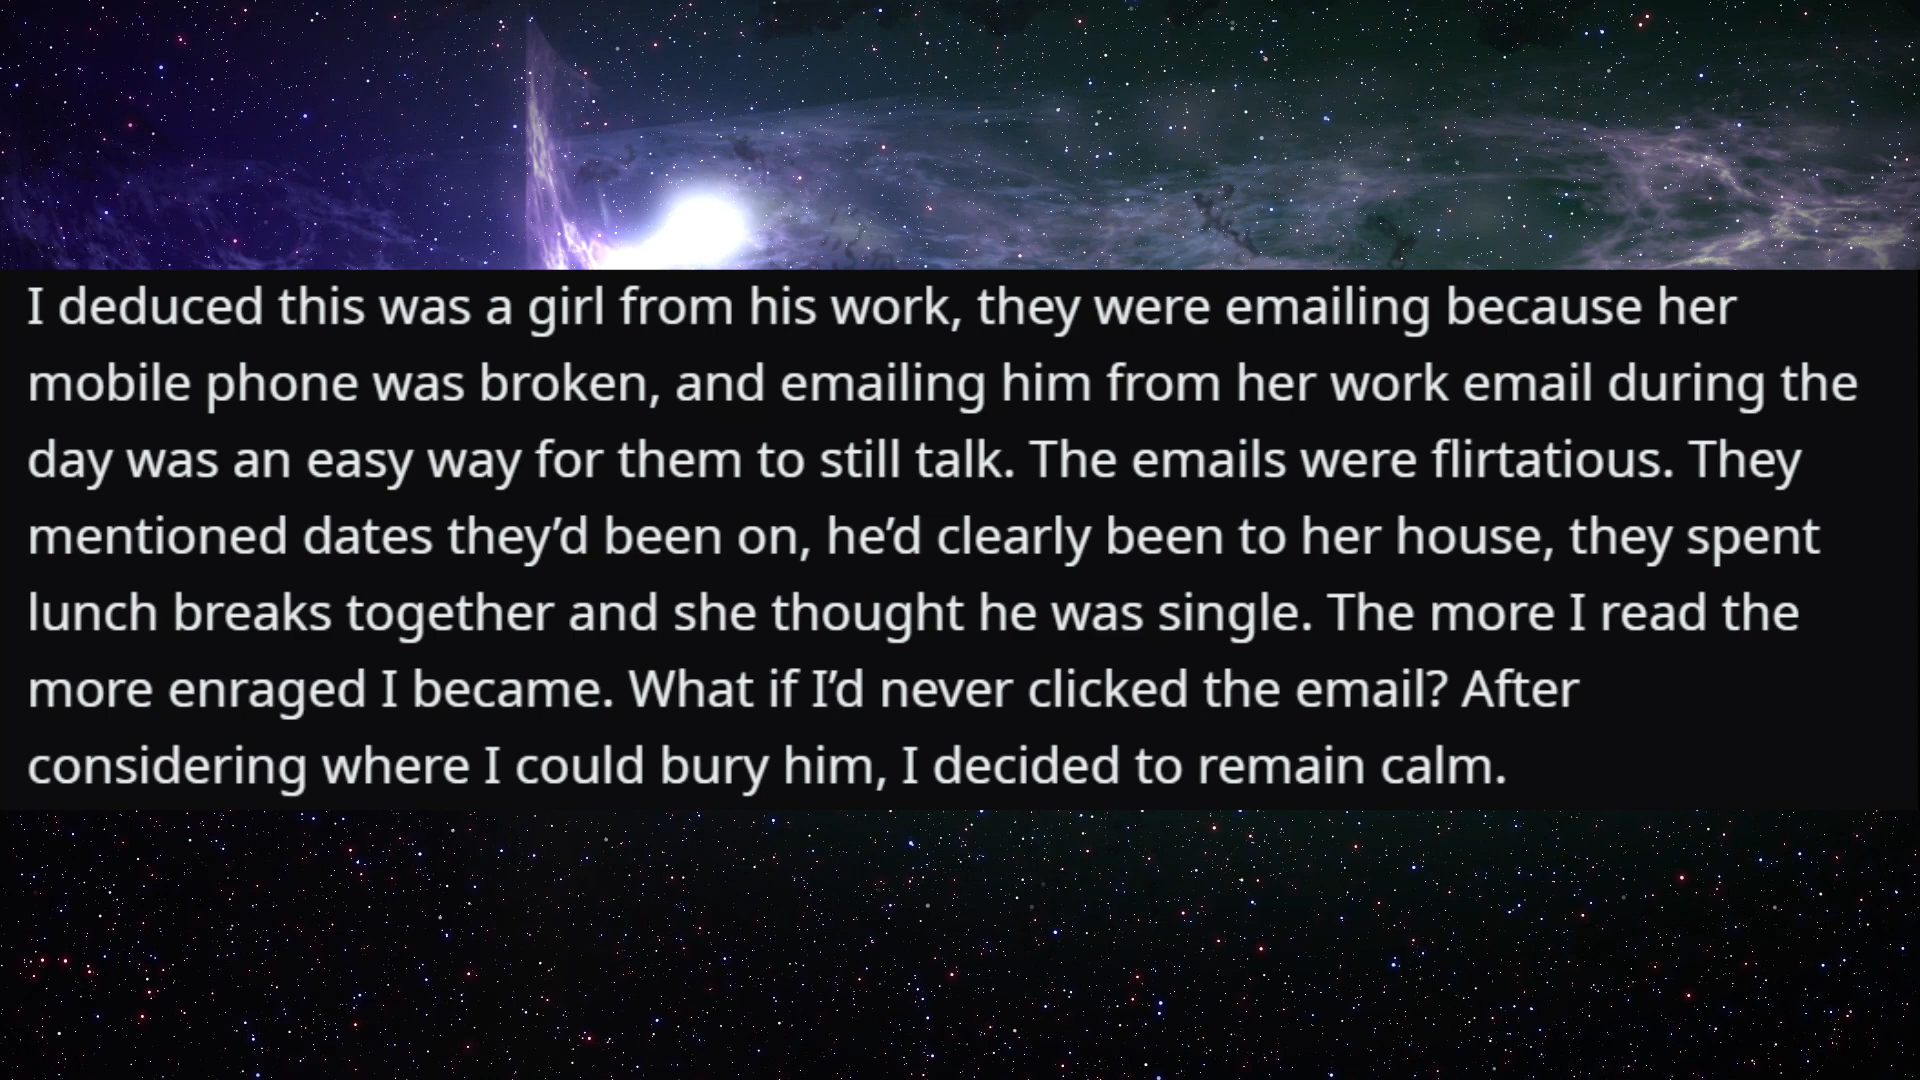 I deduced this was a girl from his work, they were emailing because her
mobile phone was broken, and emailing him from her work email during the
day was an easy way for them to still talk. The emails were flirtatious. They
mentioned dates they’d been on, he’d clearly been to her house, they spent
lunch breaks together and she thought he was single. The more I read the
more enraged I became. What if I’d never clicked the email? After
considering where I could bury him, I decided to remain calm.